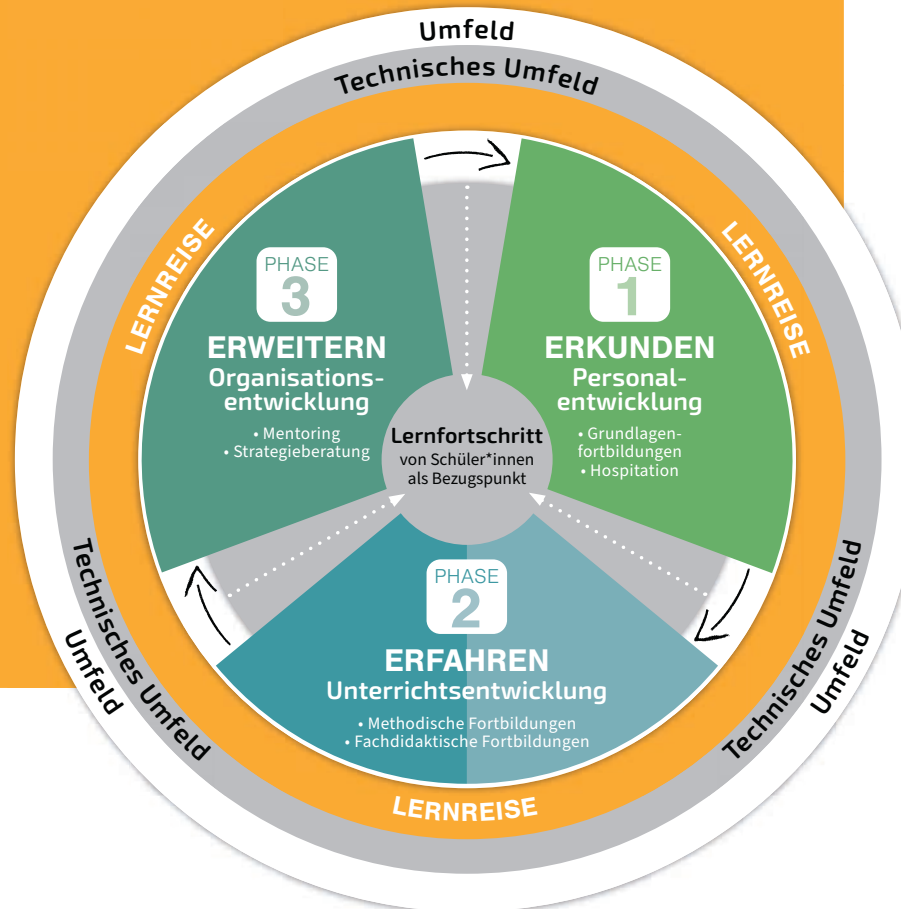 Umfeld
Technisches Umfeld
LERNREISE
LERNREISE
PHASE
3
ERWEITERN
Organisations-
entwicklung
• Mentoring
• Strategieberatung
PHASE
1
ERKUNDEN
Personal-
entwicklung
• Grundlagen-
fortbildungen
• Hospitation
Lernfortschritt
von Schüler*innen
als Bezugspunkt
PHASE
2
ERFAHREN
Unterrichtsentwicklung
• Methodische Fortbildungen
• Fachdidaktische Fortbildungen
Technisches Umfeld
Umfeld
Technisches Umfeld
Umfeld
LERNREISE